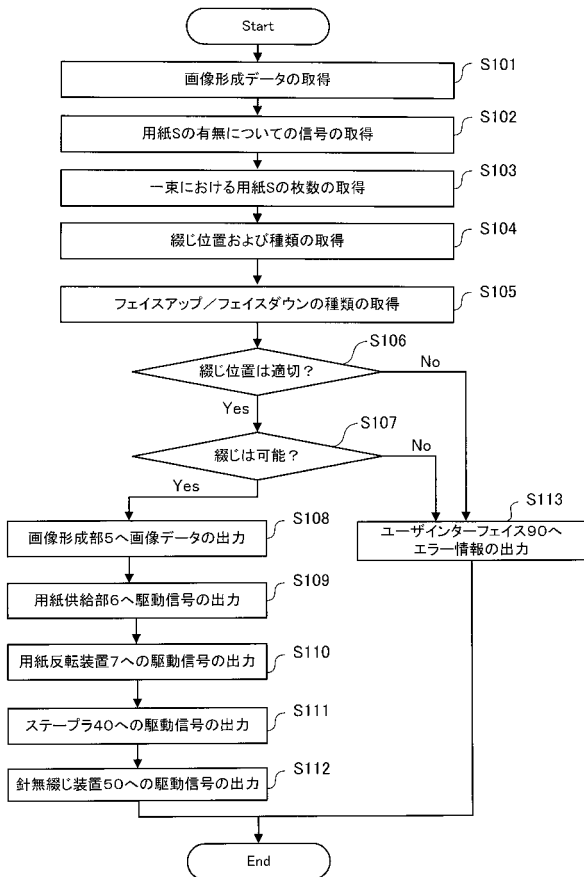 Start
画像形成データの取得
S101
用紙Sの有無についての信号の取得
S102
一束における用紙Sの枚数の取得
S103
綴じ位置および種類の取得
S104
フェイスアップ／フェイスダウンの種類の取得
S105
綴じ位置は適切？
S106
No
Yes
綴じは可能？
S107
No
Yes
画像形成部5へ画像データの出力
S108
ユーザインターフェイス90へ
エラー情報の出力
S113
用紙供給部6へ駆動信号の出力
S109
用紙反転装置7への駆動信号の出力
S110
ステープラ40への駆動信号の出力
S111
針無綴じ装置50への駆動信号の出力
S112
End